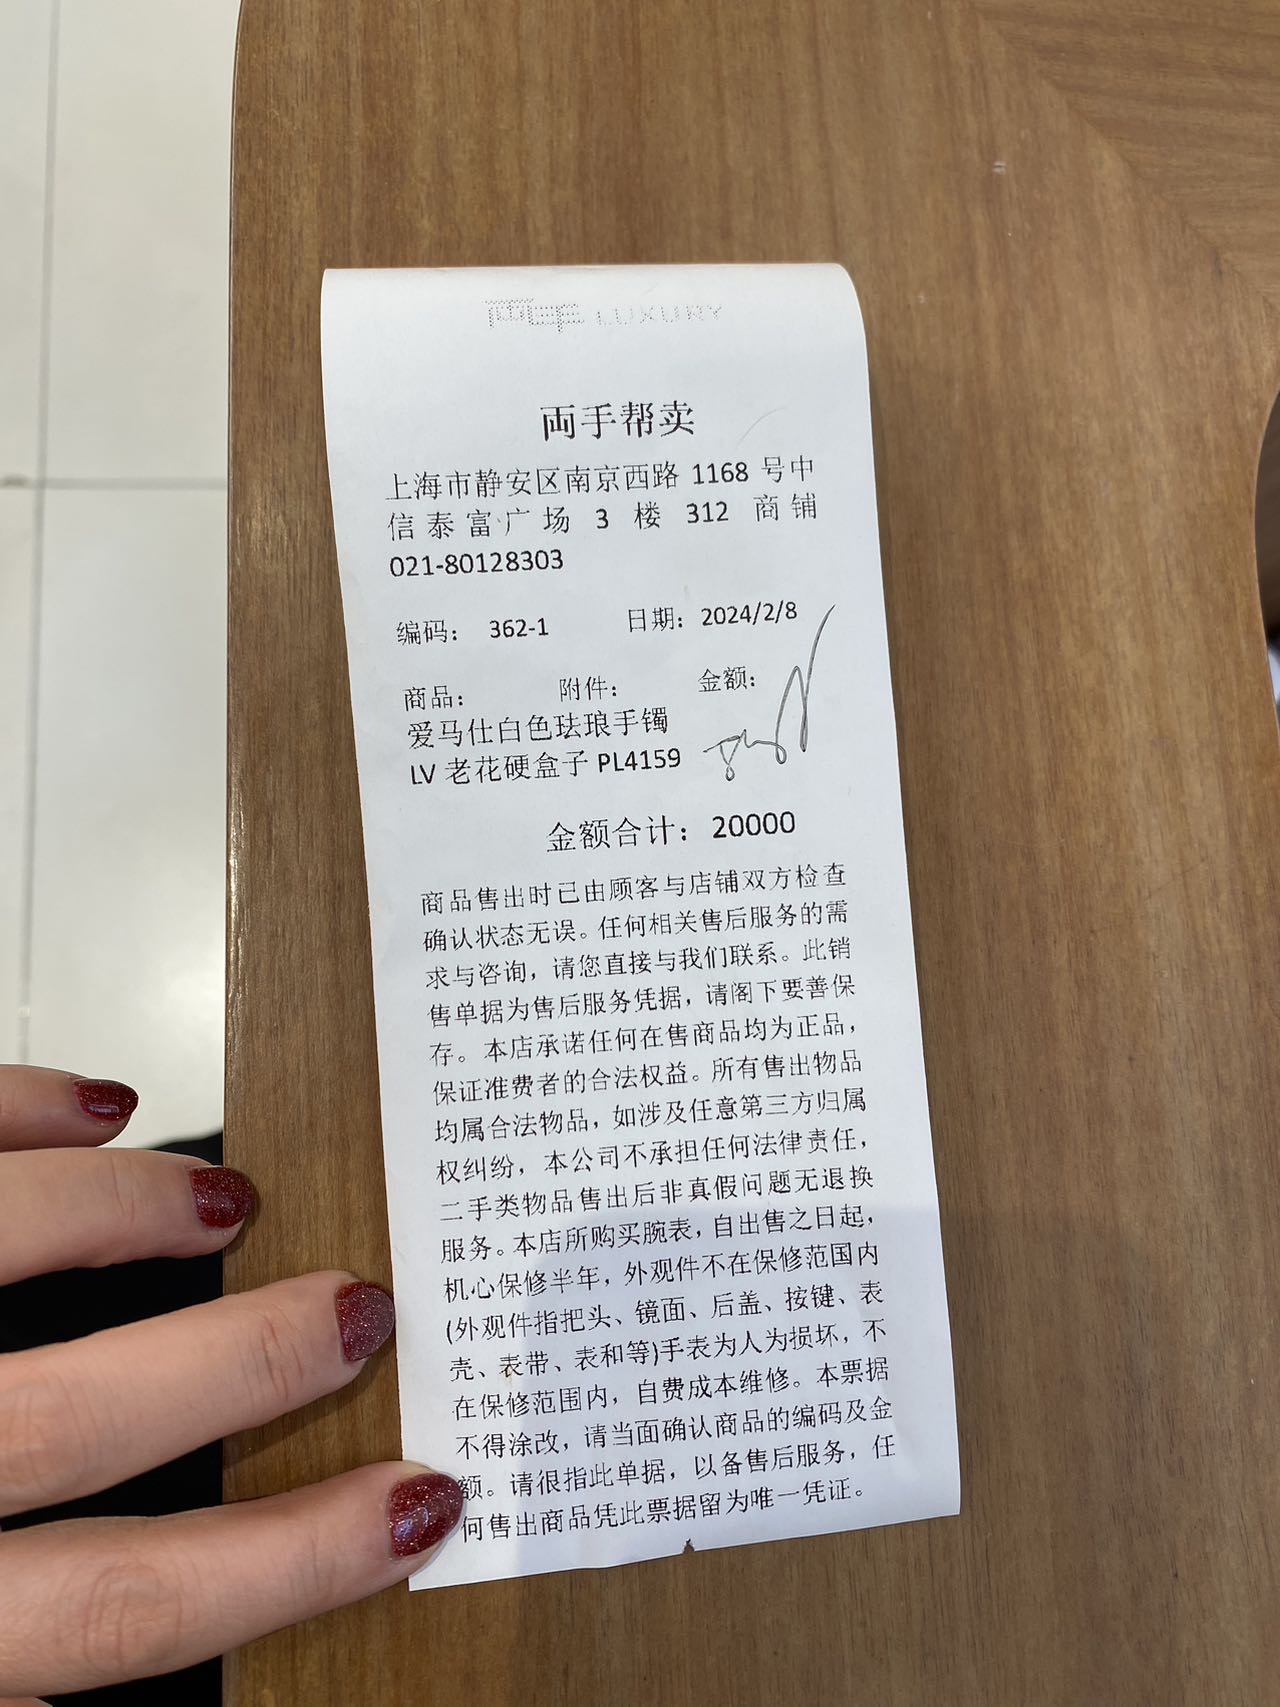 両手 LUXURY
両手帮卖
上海市静安区南京西路 1168 号中
信泰富广场 3 楼 312 商铺
021-80128303
编码： 362-1 日期：2024/2/8
商品： 附件： 金额：
爱马仕白色珐琅手镯
LV 老花硬盒子 PL4159
金额合计：20000
商品售出时已由顾客与店铺双方检查
确认状态无误。任何相关售后服务的需
求与咨询，请您直接与我们联系。此销
售单据为售后服务凭据，请阁下要善保
存。本店承诺任何在售商品均为正品，
保证准费者的合法权益。所有售出物品
均属合法物品，如涉及任意第三方归属
权纠纷，本公司不承担任何法律责任，
二手类物品售出后非真假问题无退换
服务。本店所购买腕表，自出售之日起，
机心保修半年，外观件不在保修范围内
(外观件指把头、镜面、后盖、按键、表
壳、表带、表和等)手表为人为损坏，不
在保修范围内，自费成本维修。本票据
不得涂改，请当面确认商品的编码及金
额。请很指此单据，以备售后服务，任
何售出商品凭此票据留为唯一凭证。